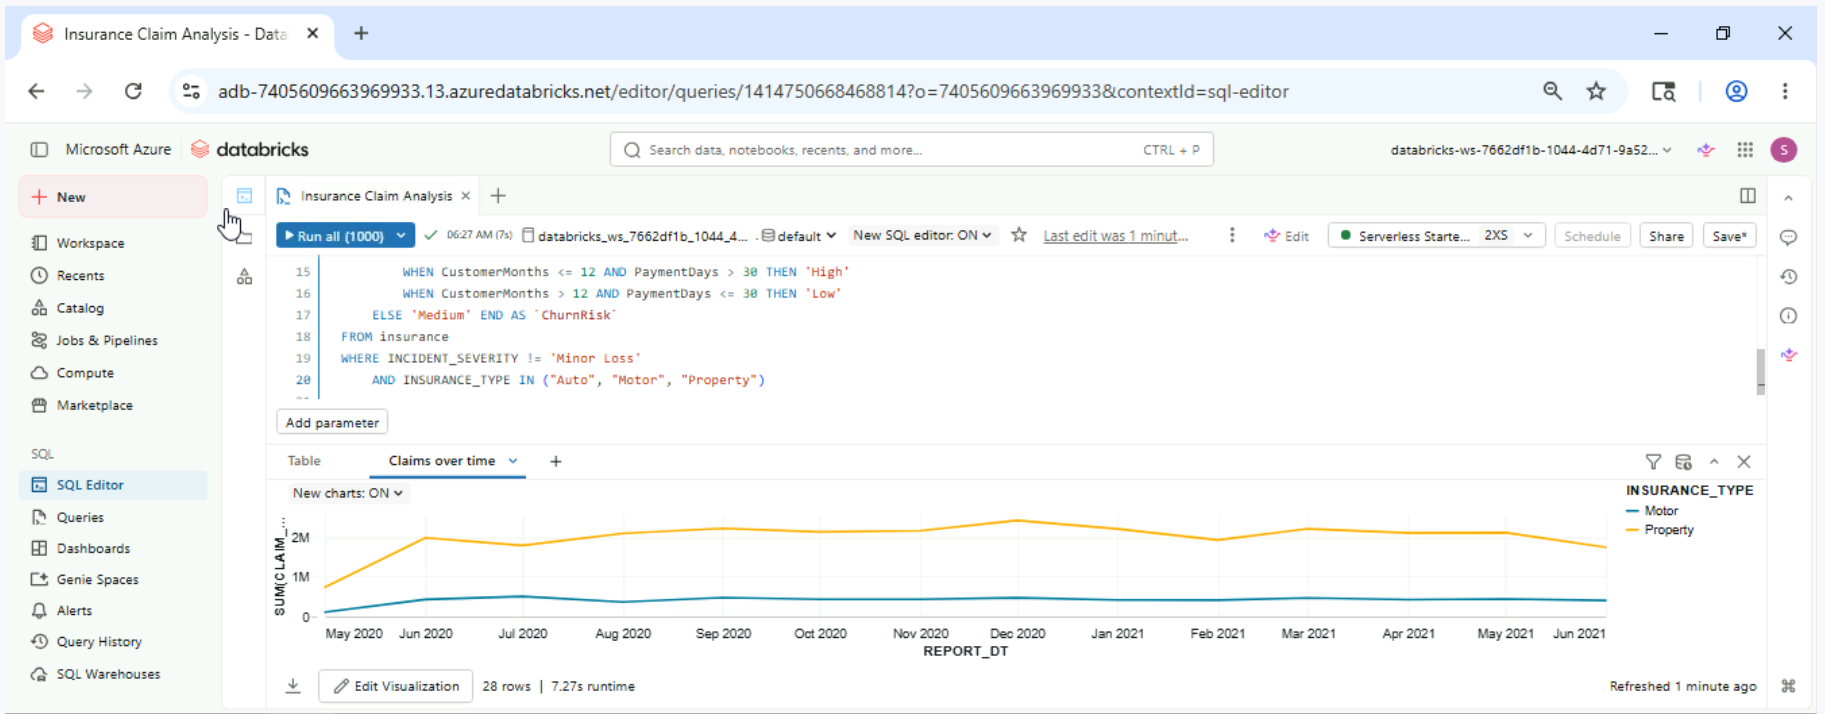 Insurance Claim Analysis - Data
adb-7405609663969933.13.azuredatabricks.net/editor/queries/1414750668468814?o=7405609663969933&contextId=sql-editor
Microsoft Azure databricks
Search data, notebooks, recents, and more... CTRL + P
databricks-ws-7662df1b-1044-4d71-9a52... S
New
Workspace
Recents
Catalog
Jobs & Pipelines
Compute
Marketplace
SQL
SQL Editor
Queries
Dashboards
Genie Spaces
Alerts
Query History
SQL Warehouses
Insurance Claim Analysis
Run all (1000) 06:27 AM (7s) databricks_ws_7662df1b_1044_4... . default New SQL editor: ON Last edit was 1 minut... Edit Serverless Starte... 2XS Schedule Share Save*
15 WHEN CustomerMonths <= 12 AND PaymentDays > 30 THEN 'High'
16 WHEN CustomerMonths > 12 AND PaymentDays <= 30 THEN 'Low'
17 ELSE 'Medium' END AS `ChurnRisk`
18 FROM insurance
19 WHERE INCIDENT_SEVERITY != 'Minor Loss'
20 AND INSURANCE_TYPE IN ("Auto", "Motor", "Property")
Add parameter
Table Claims over time
New charts: ON
INSURANCE_TYPE
Motor
Property
SUM(CLAIM_...
2M
1M
0
May 2020 Jun 2020 Jul 2020 Aug 2020 Sep 2020 Oct 2020 Nov 2020 Dec 2020 Jan 2021 Feb 2021 Mar 2021 Apr 2021 May 2021 Jun 2021
REPORT_DT
Edit Visualization 28 rows | 7.27s runtime
Refreshed 1 minute ago